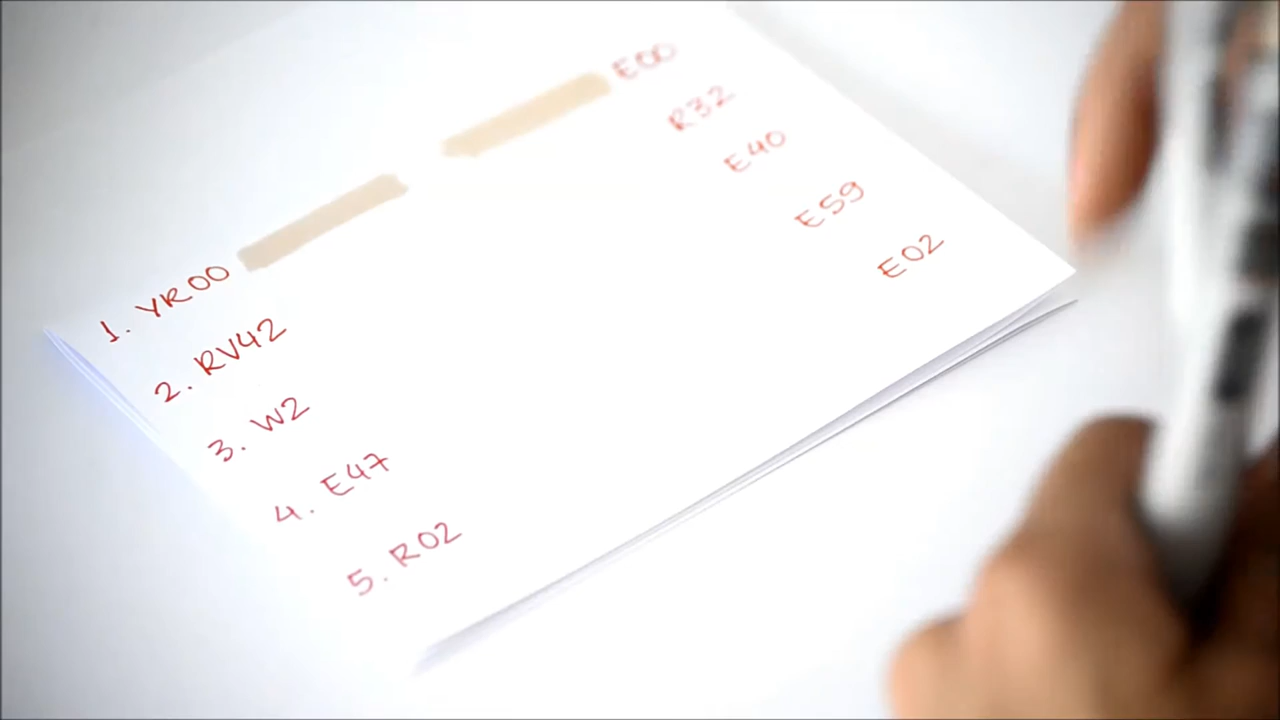 1. YR00 E00
2. RV42 R32
3. W2 E40
4. E47 E59
5. R02 E02